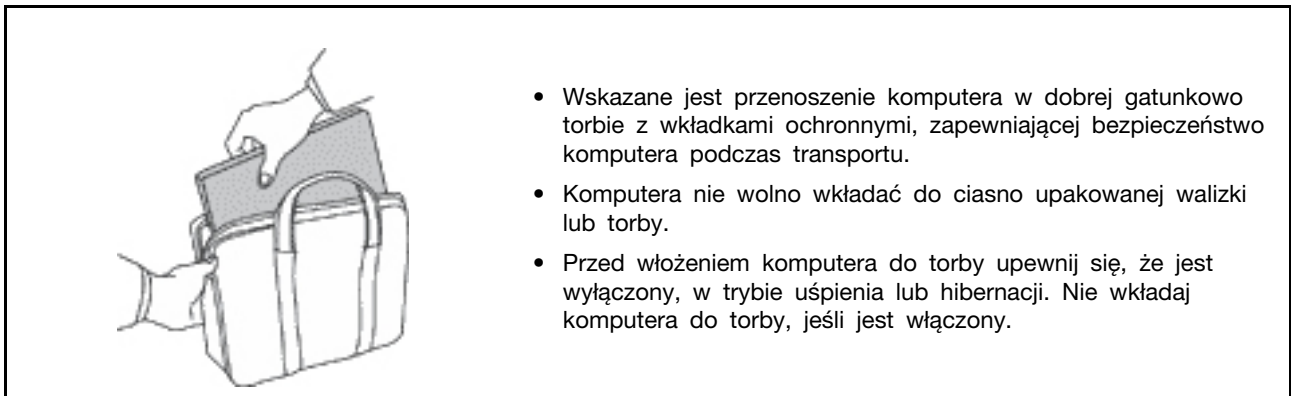 • Wskazane jest przenoszenie komputera w dobrej gatunkowo
torbie z wkładkami ochronnymi, zapewniającej bezpieczeństwo
komputera podczas transportu.
• Komputera nie wolno wkładać do ciasno upakowanej walizki
lub torby.
• Przed włożeniem komputera do torby upewnij się, że jest
wyłączony, w trybie uśpienia lub hibernacji. Nie wkładaj
komputera do torby, jeśli jest włączony.